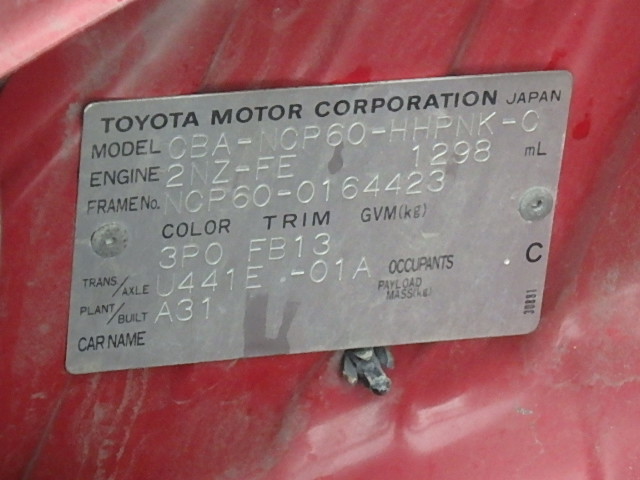 TOYOTA MOTOR CORPORATION JAPAN
MODEL CBA-NCP60-HHPNK-C
ENGINE 2NZ-FE 1298 mL
FRAME No. NCP60-0164423
COLOR TRIM GVM(kg)
3P0 FB13
TRANS/AXLE U441E -01A OCCUPANTS C
PLANT/BUILT A31 PAYLOAD MASS(kg)
CAR NAME